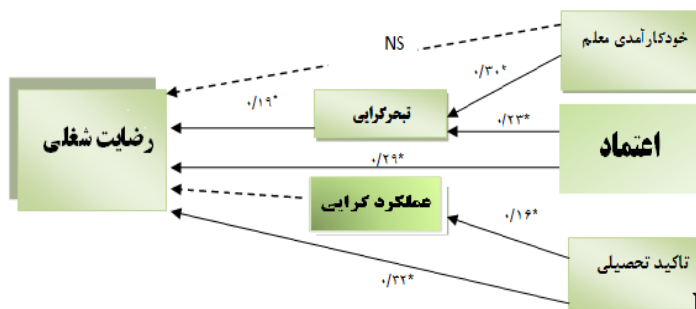 خودکارآمدی معلم
NS
۰/۳۰*
۰/۱۹*
تبحرگرایی
۰/۲۳*
اعتماد
رضایت شغلی
۰/۲۹*
عملکرد گرایی
۰/۱۶*
تاکید تحصیلی
۰/۳۲*